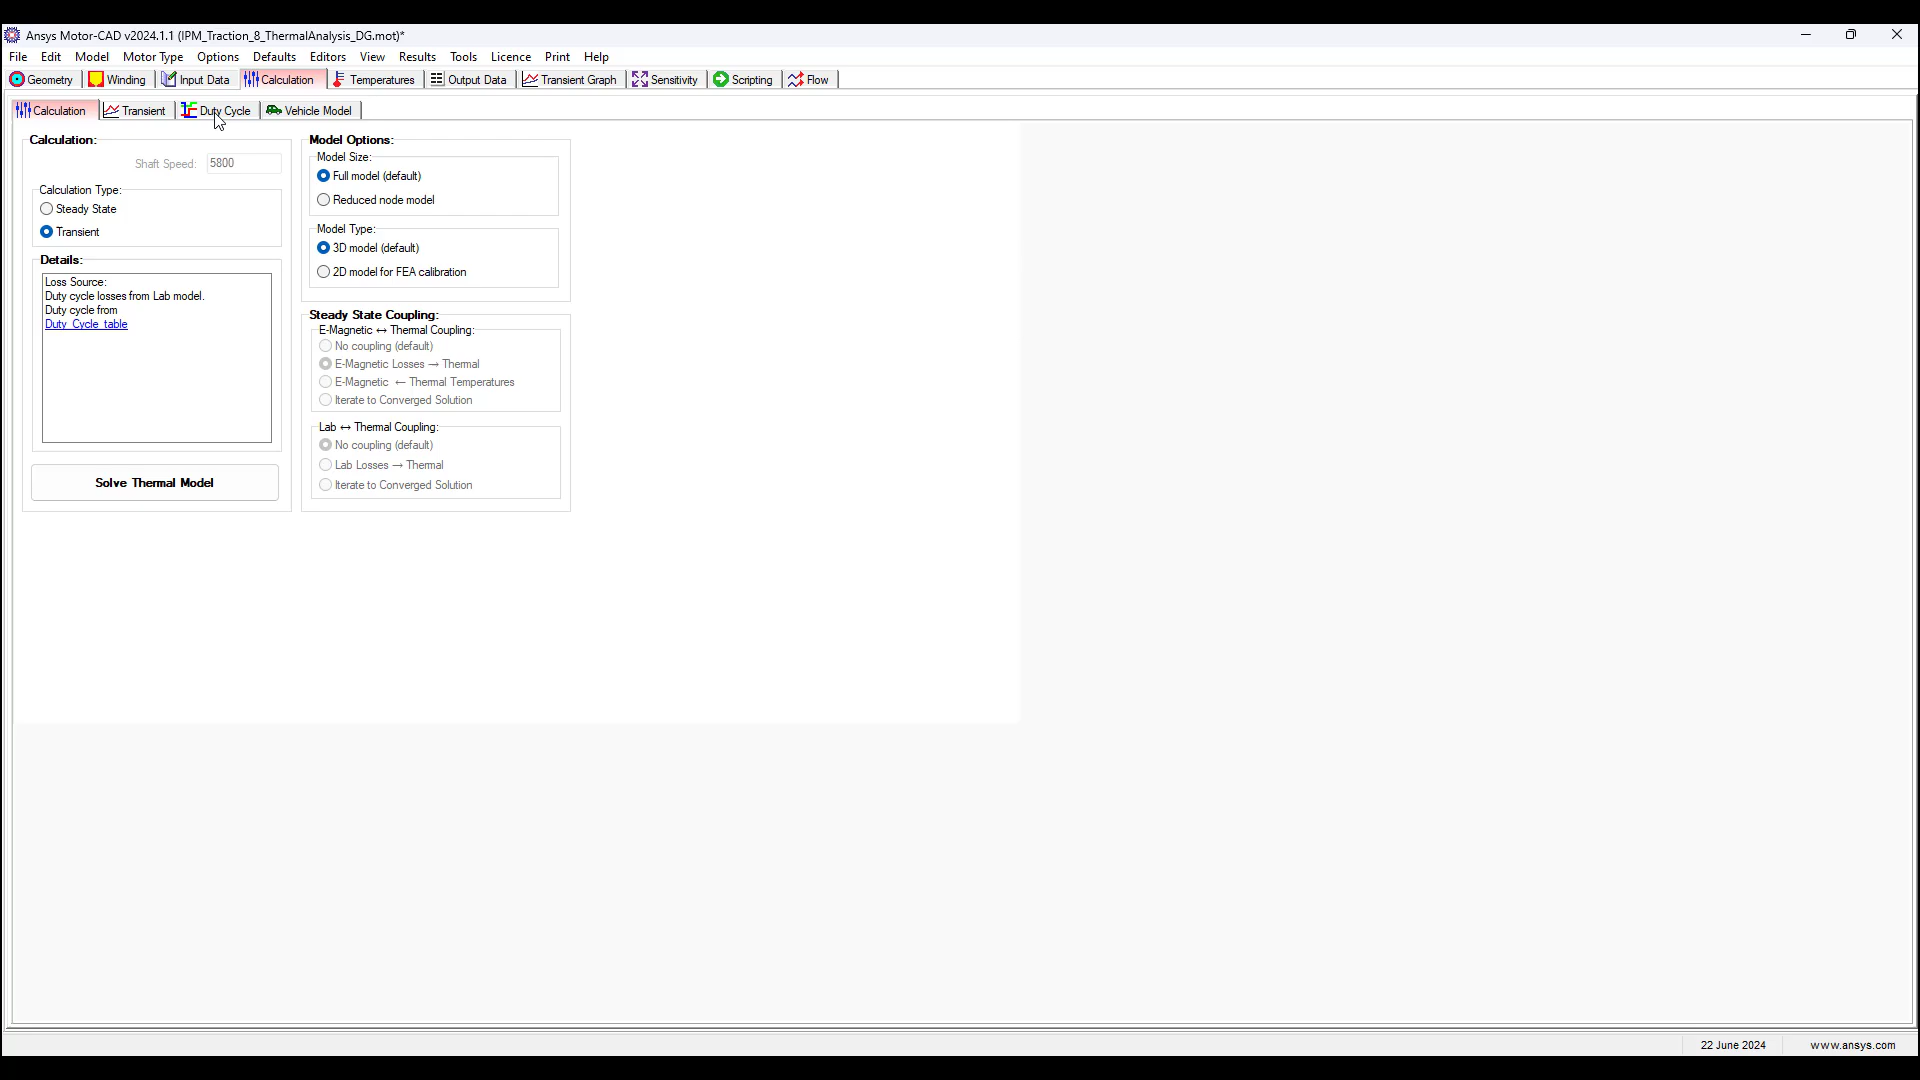 Ansys Motor-CAD v2024.1.1 (IPM_Traction_8_ThermalAnalysis_DG.mot)*
File Edit Model Motor Type Options Defaults Editors View Results Tools Licence Print Help
Geometry Winding Input Data Calculation Temperatures Output Data Transient Graph Sensitivity Scripting Flow
Calculation Transient Duty Cycle Vehicle Model
Calculation:
Shaft Speed: 5800
Calculation Type:
Steady State
Transient
Details:
Loss Source:
Duty cycle losses from Lab model.
Duty cycle from
Duty Cycle table
Solve Thermal Model
Model Options:
Model Size:
Full model (default)
Reduced node model
Model Type:
3D model (default)
2D model for FEA calibration
Steady State Coupling:
E-Magnetic ↔ Thermal Coupling:
No coupling (default)
E-Magnetic Losses → Thermal
E-Magnetic ← Thermal Temperatures
Iterate to Converged Solution
Lab ↔ Thermal Coupling:
No coupling (default)
Lab Losses → Thermal
Iterate to Converged Solution
22 June 2024 www.ansys.com